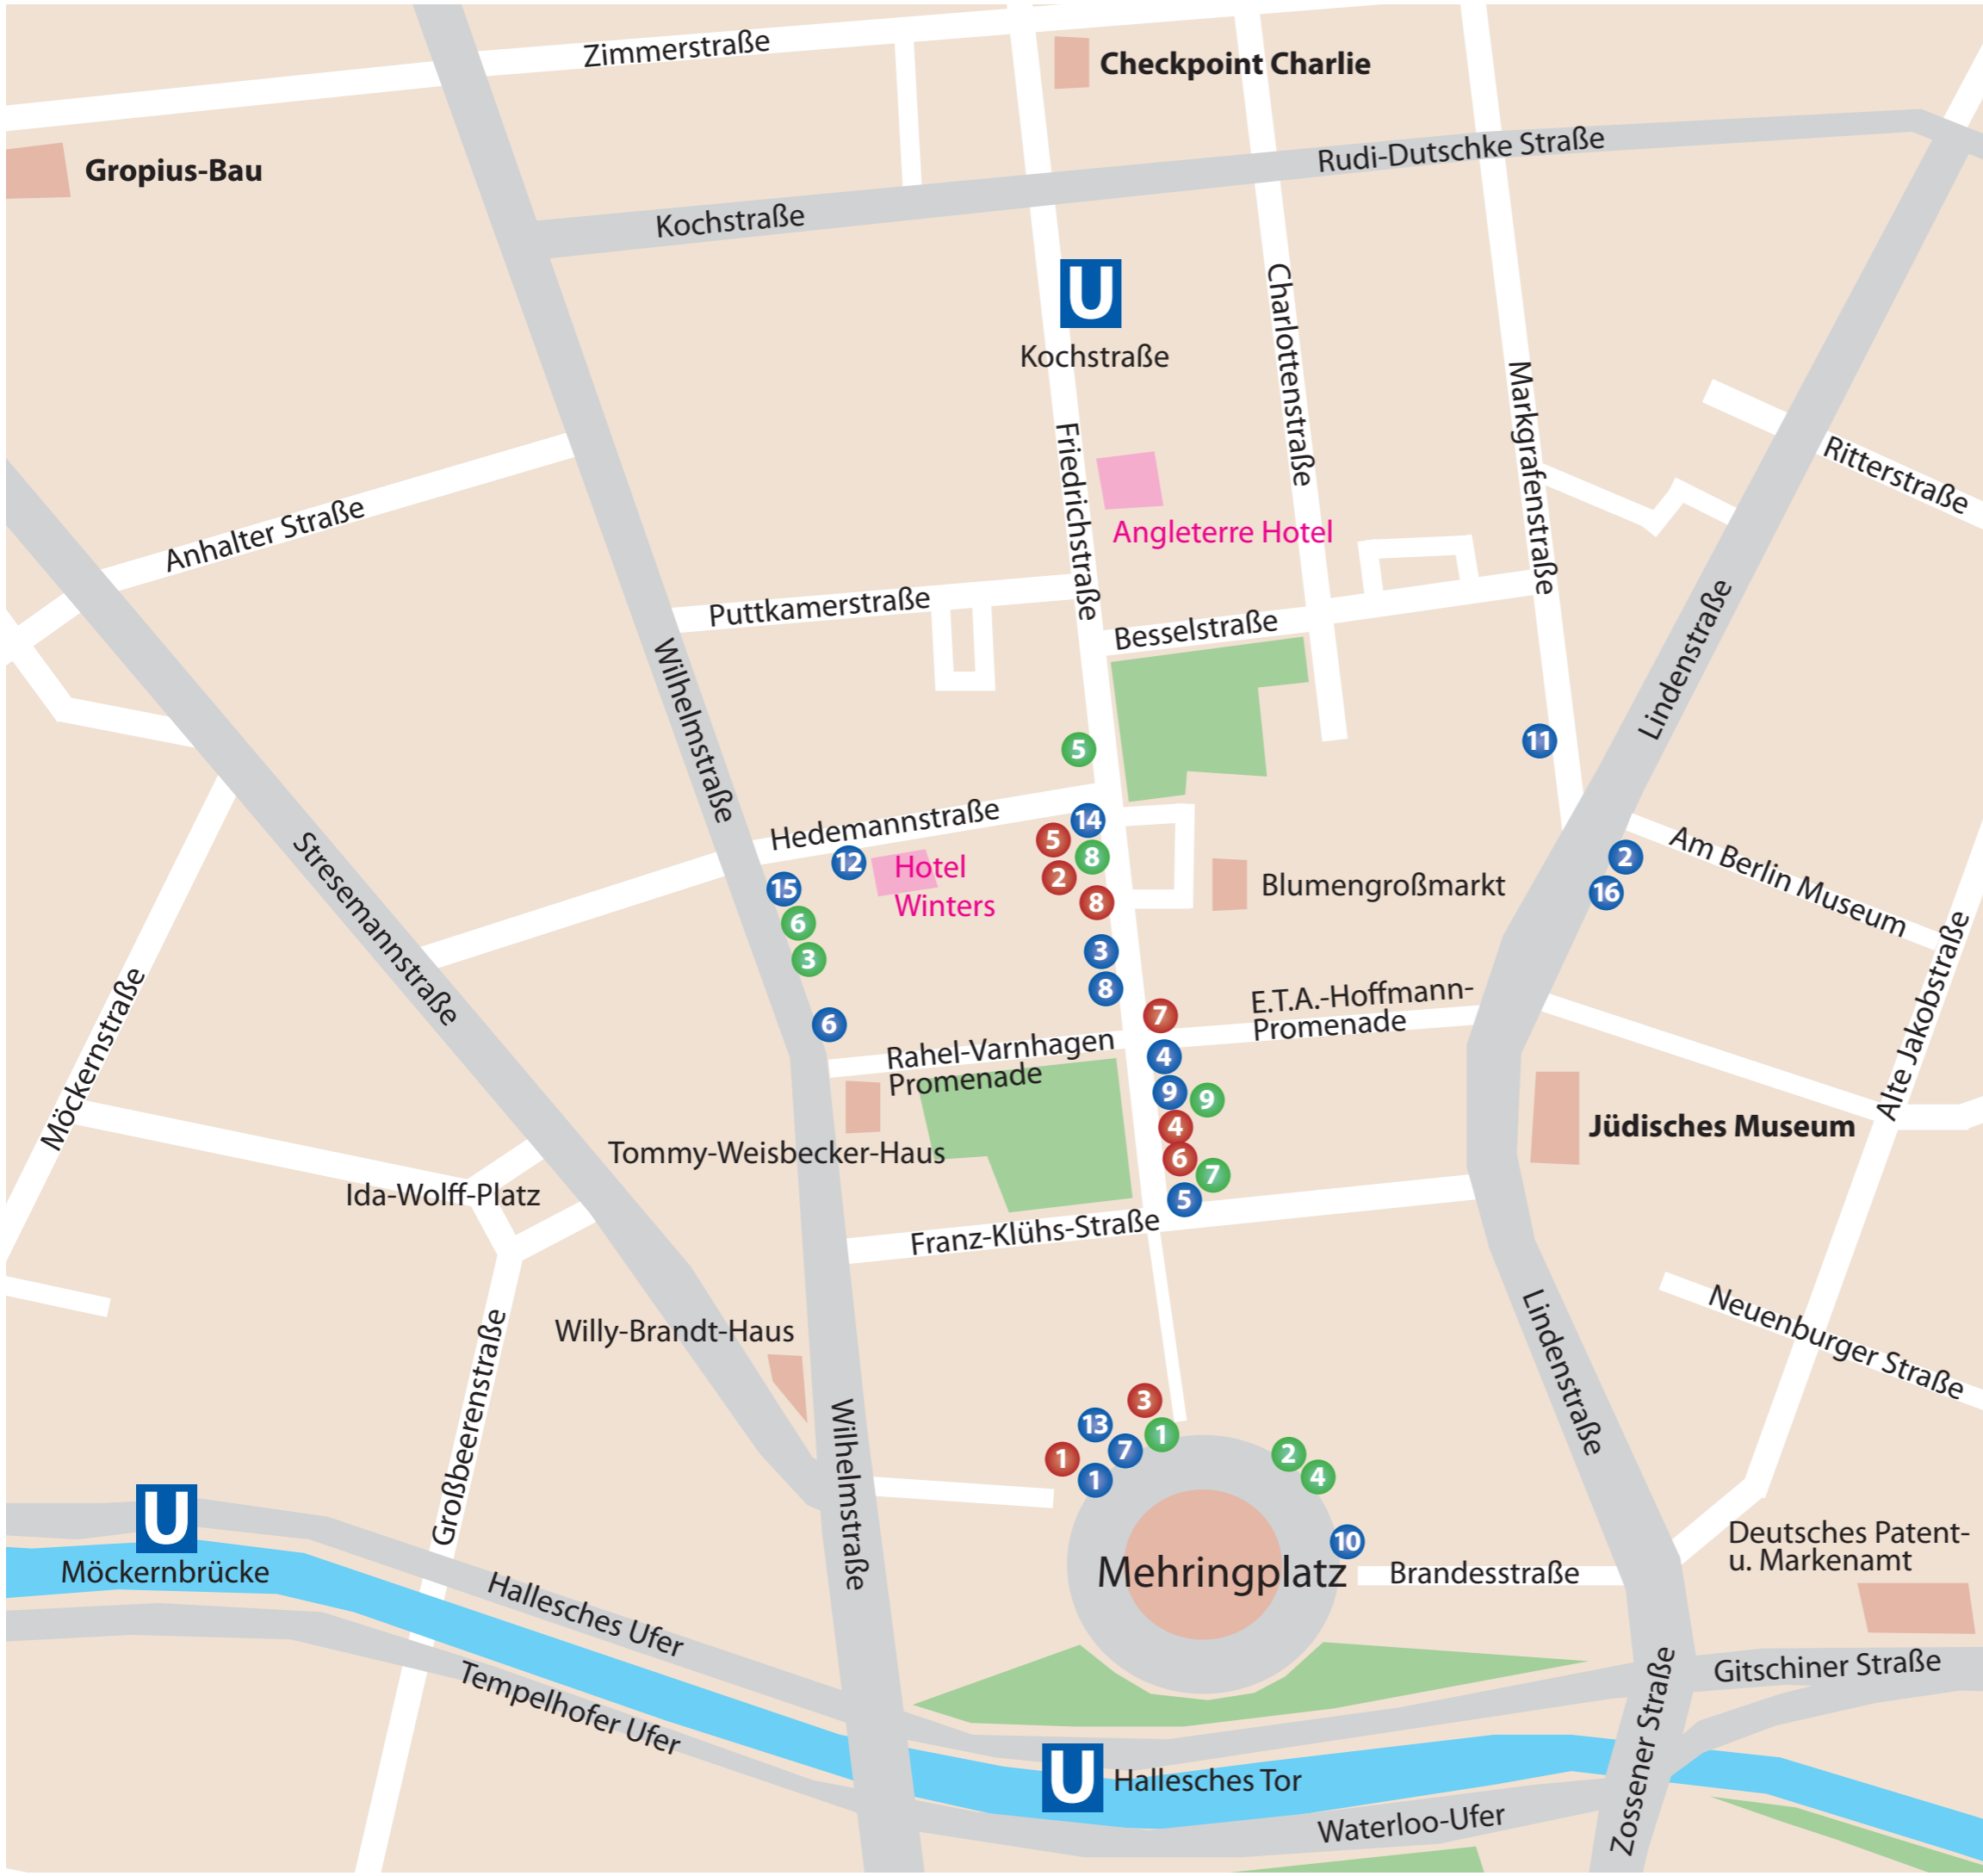 Zimmerstraße
Checkpoint Charlie
Gropius-Bau
Rudi-Dutschke Straße
Kochstraße
U
Kochstraße
Charlottenstraße
Markgrafenstraße
Friedrichstraße
Ritterstraße
Anhalter Straße
Angleterre Hotel
Puttkamerstraße
Besselstraße
Lindenstraße
Wilhelmstraße
5
11
Hedemannstraße
14
5
8
2
8
12
Hotel
Winters
15
6
3
Blumengroßmarkt
2
16
Am Berlin Museum
Stresemannstraße
3
8
6
7
E.T.A.-Hoffmann-
Promenade
Rahel-Varnhagen
Promenade
Möckernstraße
Alte Jakobstraße
4
9
9
4
6
7
5
Jüdisches Museum
Tommy-Weisbecker-Haus
Ida-Wolff-Platz
Franz-Klühs-Straße
Willy-Brandt-Haus
Großbeerenstraße
Wilhelmstraße
Lindenstraße
Neuenburger Straße
3
13
1
7
1
1
2
4
10
Mehringplatz
Brandesstraße
Deutsches Patent-
u. Markenamt
U
Möckernbrücke
Hallesches Ufer
Tempelhofer Ufer
Gitschiner Straße
Zossener Straße
U
Hallesches Tor
Waterloo-Ufer